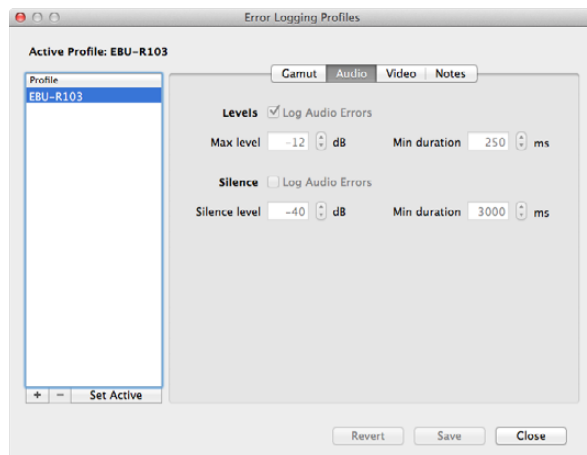 Error Logging Profiles
Active Profile: EBU-R103
Profile
EBU-R103
Gamut Audio Video Notes
Levels Log Audio Errors
Max level -12 dB Min duration 250 ms
Silence Log Audio Errors
Silence level -40 dB Min duration 3000 ms
+ - Set Active
Revert Save Close